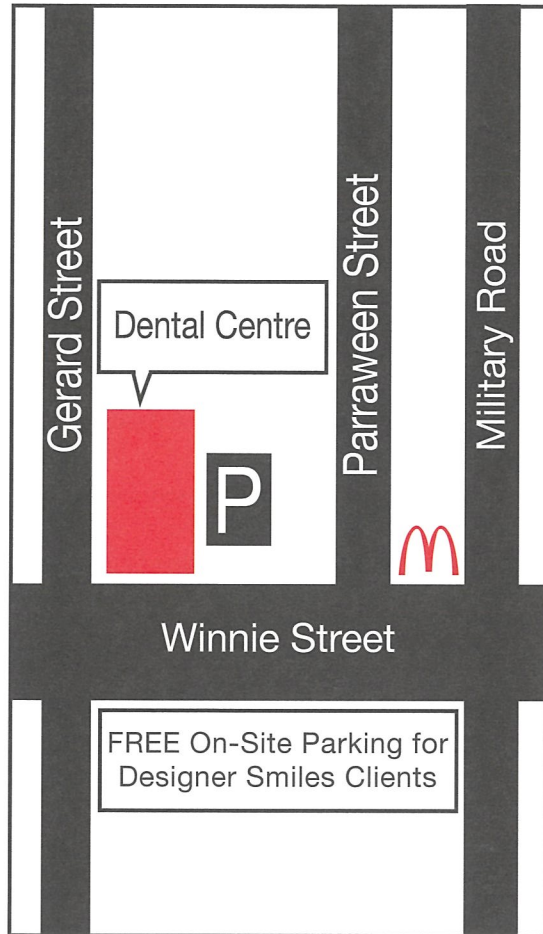 Gerard Street
Parraween Street
Military Road
Dental Centre
P
Winnie Street
FREE On-Site Parking for
Designer Smiles Clients